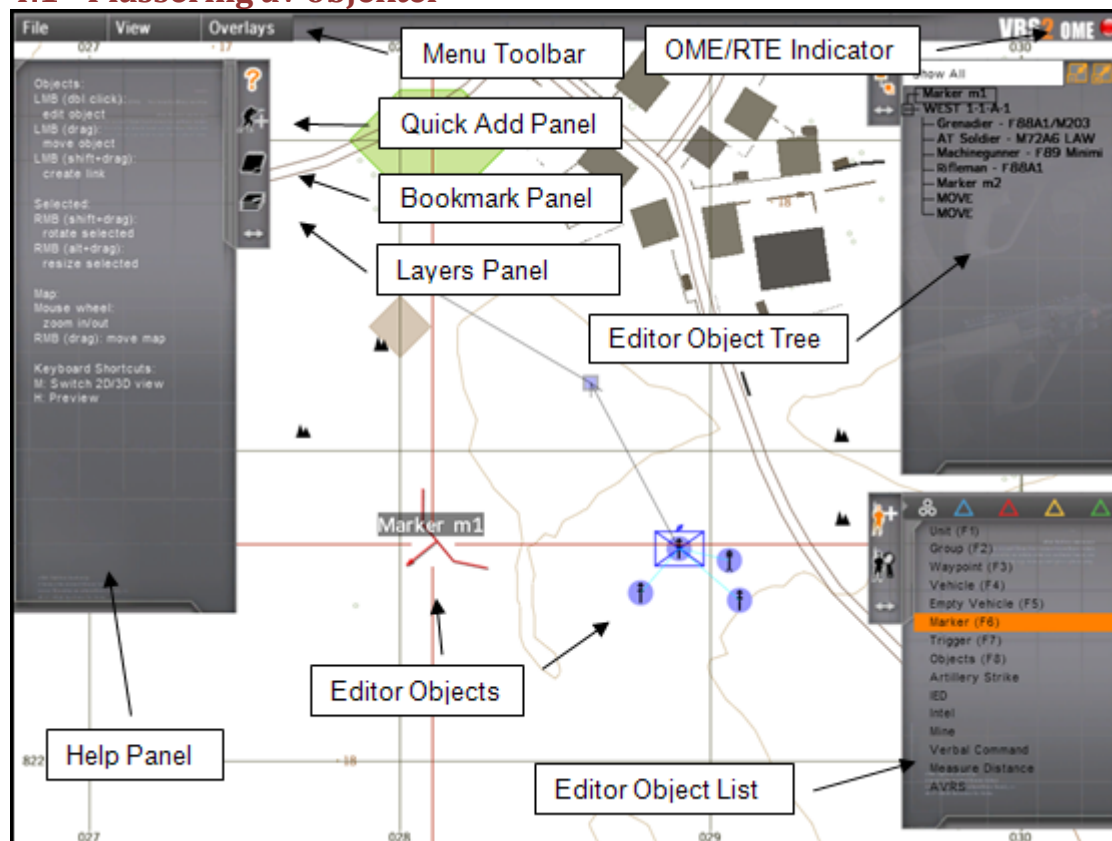 4.1 Plassering av objekter
File View Overlays
VBS2 OME
027
17
030
Menu Toolbar
OME/RTE Indicator
Quick Add Panel
Bookmark Panel
Layers Panel
Objects:
LMB (dbl click):
edit object
LMB (drag):
move object
LMB (shift+drag):
create link
Selected:
RMB (shift+drag):
rotate selected
RMB (alt+drag):
resize selected
Map:
Mouse wheel:
zoom in/out
RMB (drag): move map
Keyboard Shortcuts:
M: Switch 2D/3D view
H: Preview
Show All
Marker m1
WEST 1-1-A-1
Grenadier - F88A1/M203
AT Soldier - M72A6 LAW
Machinegunner - F89 Minimi
Rifleman - F88A1
Marker m2
MOVE
MOVE
18
Editor Object Tree
Marker m1
Editor Objects
Help Panel
Unit (F1)
Group (F2)
Waypoint (F3)
Vehicle (F4)
Empty Vehicle (F5)
Marker (F6)
Trigger (F7)
Objects (F8)
Artillery Strike
IED
Intel
Mine
Verbal Command
Measure Distance
AVRS
Editor Object List
822
18
027
028
029
030